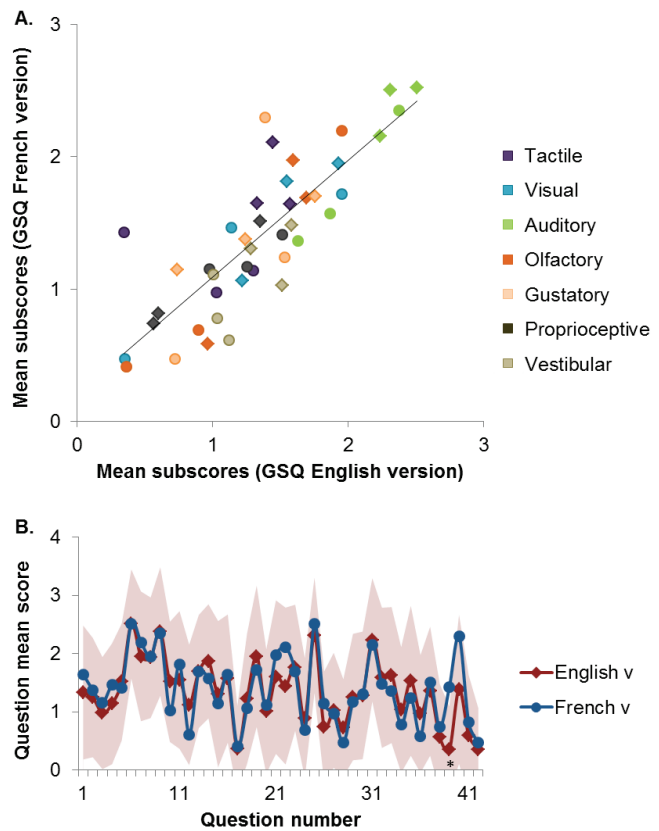 A.
3
2
1
0
0 1 2 3
Mean subscores (GSQ French version)
Mean subscores (GSQ English version)
Tactile
Visual
Auditory
Olfactory
Gustatory
Proprioceptive
Vestibular
B.
4
3
2
1
0
1 11 21 31 41
Question mean score
Question number
*
English v
French v